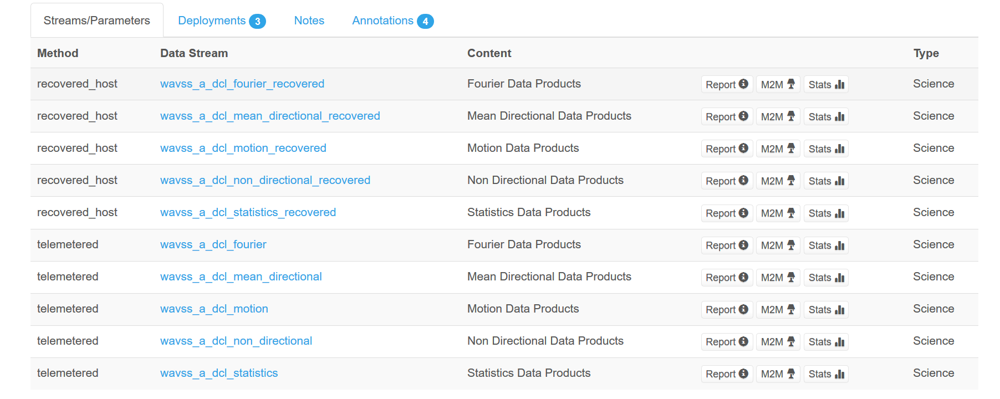 Streams/Parameters Deployments 3 Notes Annotations 4
Method Data Stream Content Type
recovered_host wavss_a_dcl_fourier_recovered Fourier Data Products Report M2M Stats Science
recovered_host wavss_a_dcl_mean_directional_recovered Mean Directional Data Products Report M2M Stats Science
recovered_host wavss_a_dcl_motion_recovered Motion Data Products Report M2M Stats Science
recovered_host wavss_a_dcl_non_directional_recovered Non Directional Data Products Report M2M Stats Science
recovered_host wavss_a_dcl_statistics_recovered Statistics Data Products Report M2M Stats Science
telemetered wavss_a_dcl_fourier Fourier Data Products Report M2M Stats Science
telemetered wavss_a_dcl_mean_directional Mean Directional Data Products Report M2M Stats Science
telemetered wavss_a_dcl_motion Motion Data Products Report M2M Stats Science
telemetered wavss_a_dcl_non_directional Non Directional Data Products Report M2M Stats Science
telemetered wavss_a_dcl_statistics Statistics Data Products Report M2M Stats Science